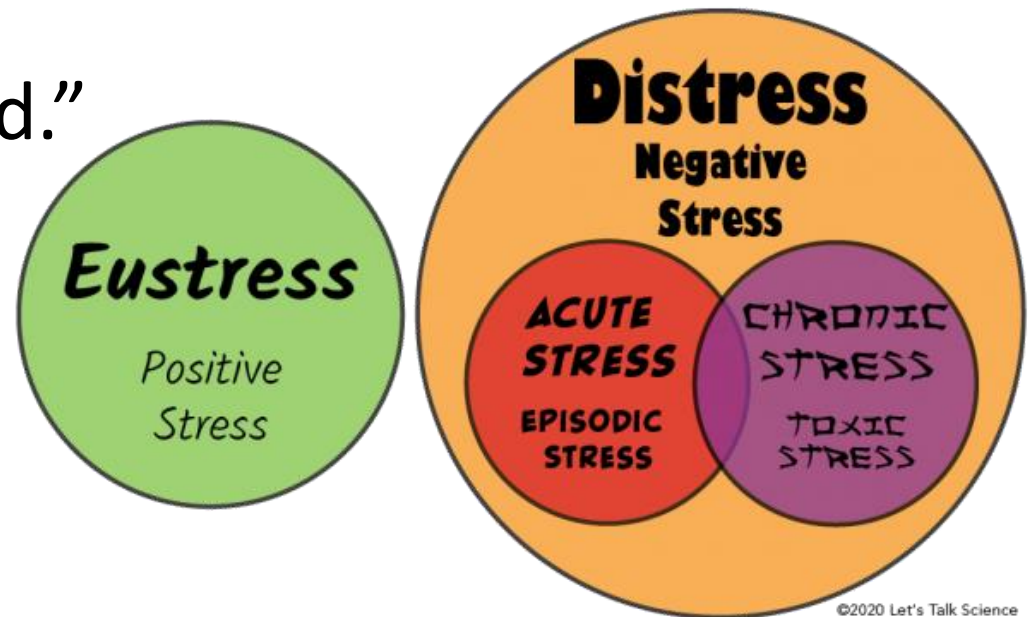 d.”
Eustress
Positive
Stress
Distress
Negative
Stress
ACUTE
STRESS
EPISODIC
STRESS
CHRONIC
STRESS
TOXIC
STRESS
©2020 Let's Talk Science